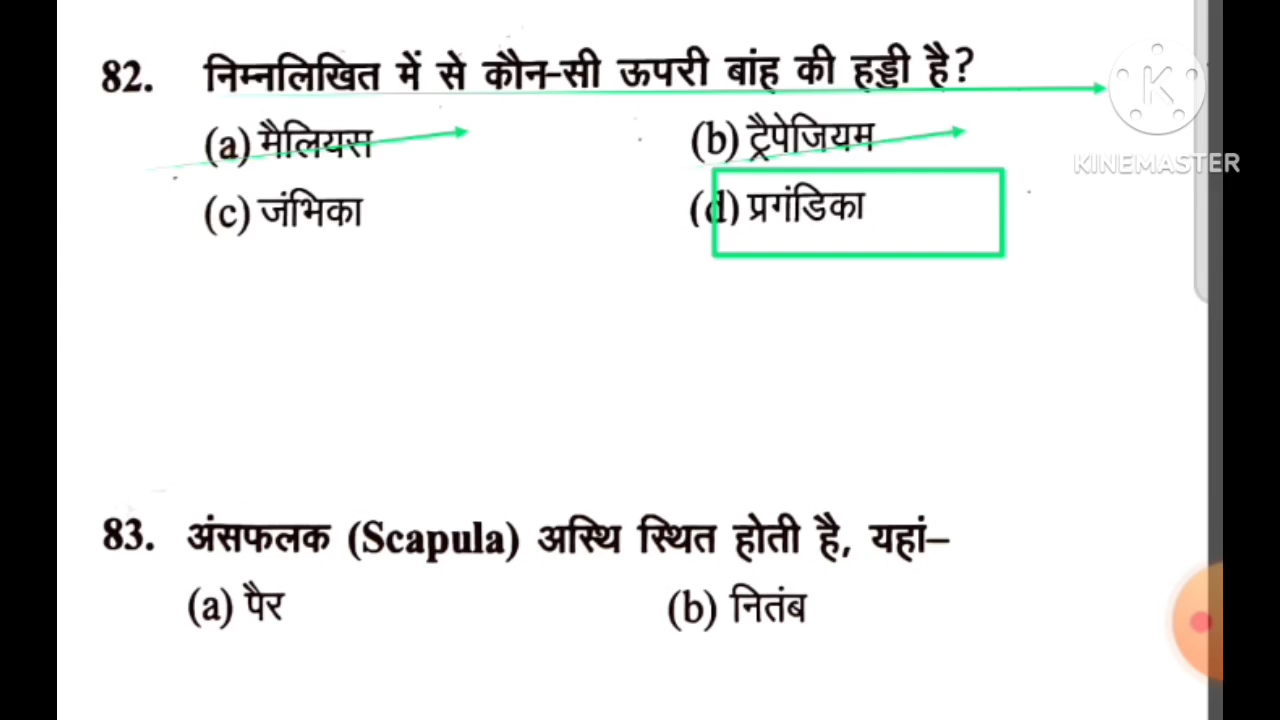 82. निम्नलिखित में से कौन-सी ऊपरी बांह की हड्डी है?
(a) मैलियस (b) ट्रैपेजियम
(c) जंभिका (d) प्रगंडिका
K
KINEMASTER
83. अंसफलक (Scapula) अस्थि स्थित होती है, यहां–
(a) पैर (b) नितंब